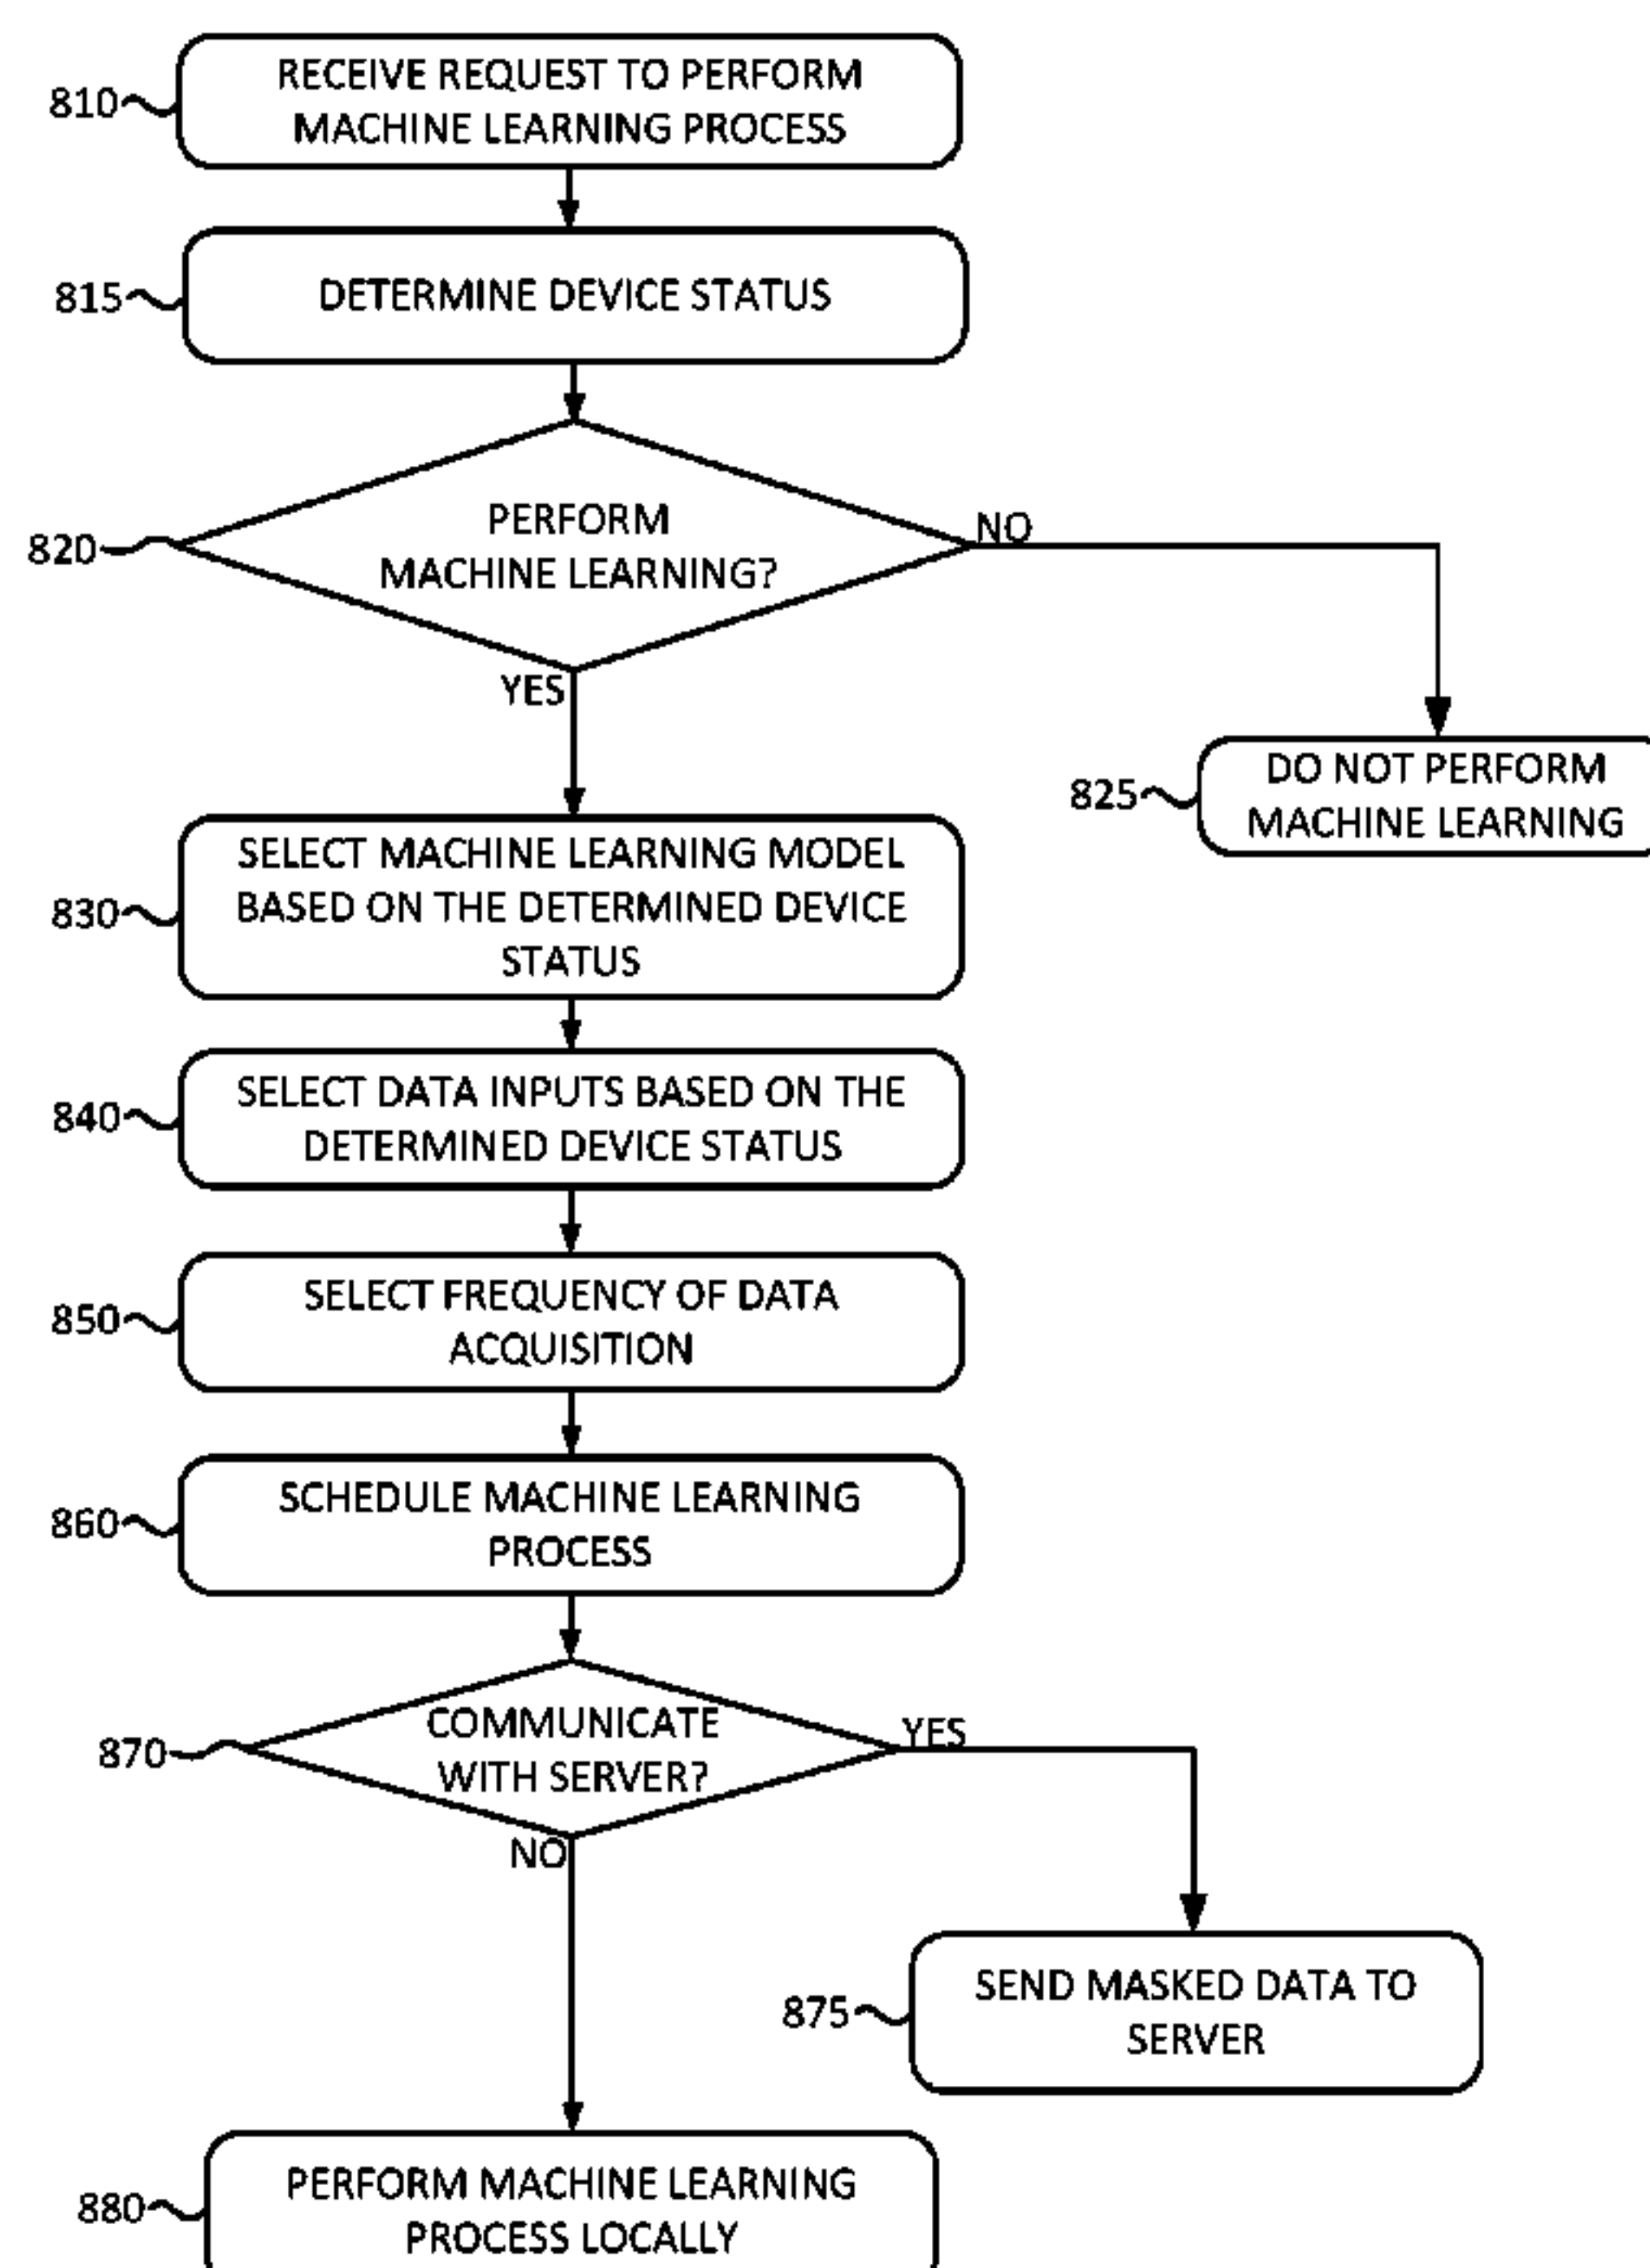 810
RECEIVE REQUEST TO PERFORM
MACHINE LEARNING PROCESS
815
DETERMINE DEVICE STATUS
820
PERFORM
MACHINE LEARNING?
NO
YES
825
DO NOT PERFORM
MACHINE LEARNING
830
SELECT MACHINE LEARNING MODEL
BASED ON THE DETERMINED DEVICE
STATUS
840
SELECT DATA INPUTS BASED ON THE
DETERMINED DEVICE STATUS
850
SELECT FREQUENCY OF DATA
ACQUISITION
860
SCHEDULE MACHINE LEARNING
PROCESS
870
COMMUNICATE
WITH SERVER?
YES
NO
875
SEND MASKED DATA TO
SERVER
880
PERFORM MACHINE LEARNING
PROCESS LOCALLY